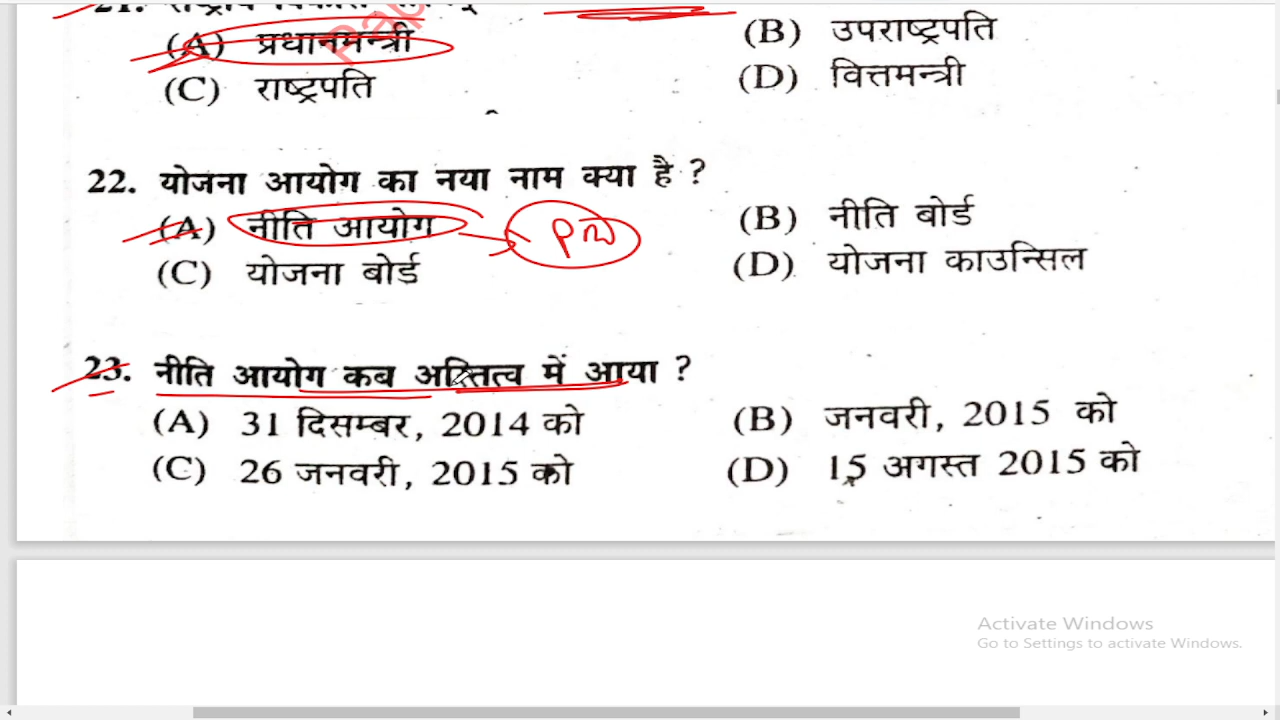 21. राष्ट्रीय विकास
(A) प्रधानमन्त्री (B) उपराष्ट्रपति
(C) राष्ट्रपति (D) वित्तमन्त्री
22. योजना आयोग का नया नाम क्या है ?
(A) नीति आयोग (B) नीति बोर्ड
(C) योजना बोर्ड (D) योजना काउन्सिल
23. नीति आयोग कब अस्तित्व में आया ?
(A) 31 दिसम्बर, 2014 को (B) जनवरी, 2015 को
(C) 26 जनवरी, 2015 को (D) 15 अगस्त 2015 को
Activate Windows
Go to Settings to activate Windows.